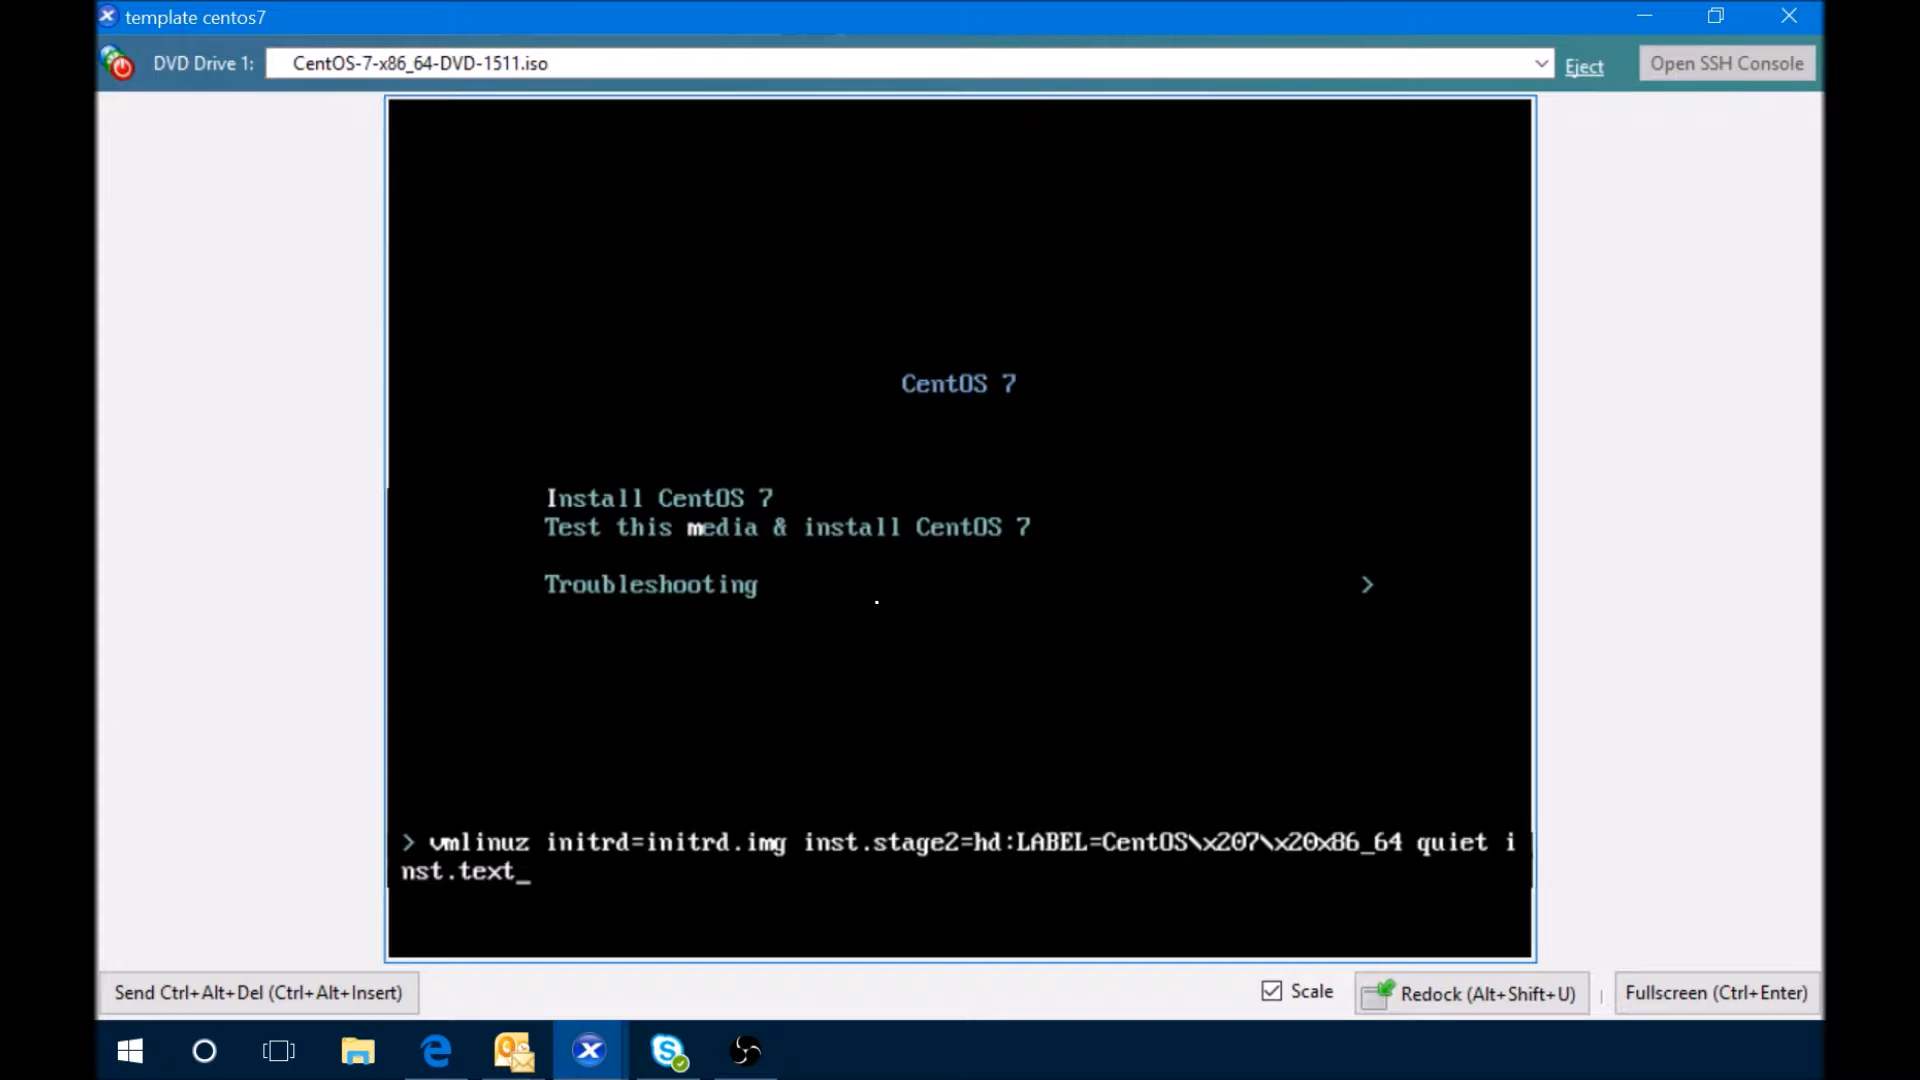 template centos7
DVD Drive 1: CentOS-7-x86_64-DVD-1511.iso Eject Open SSH Console
CentOS 7
Install CentOS 7
Test this media & install CentOS 7
Troubleshooting >
> vmlinuz initrd=initrd.img inst.stage2=hd:LABEL=CentOS\x207\x20x86_64 quiet i
nst.text_
Send Ctrl+Alt+Del (Ctrl+Alt+Insert) Scale Redock (Alt+Shift+U) Fullscreen (Ctrl+Enter)